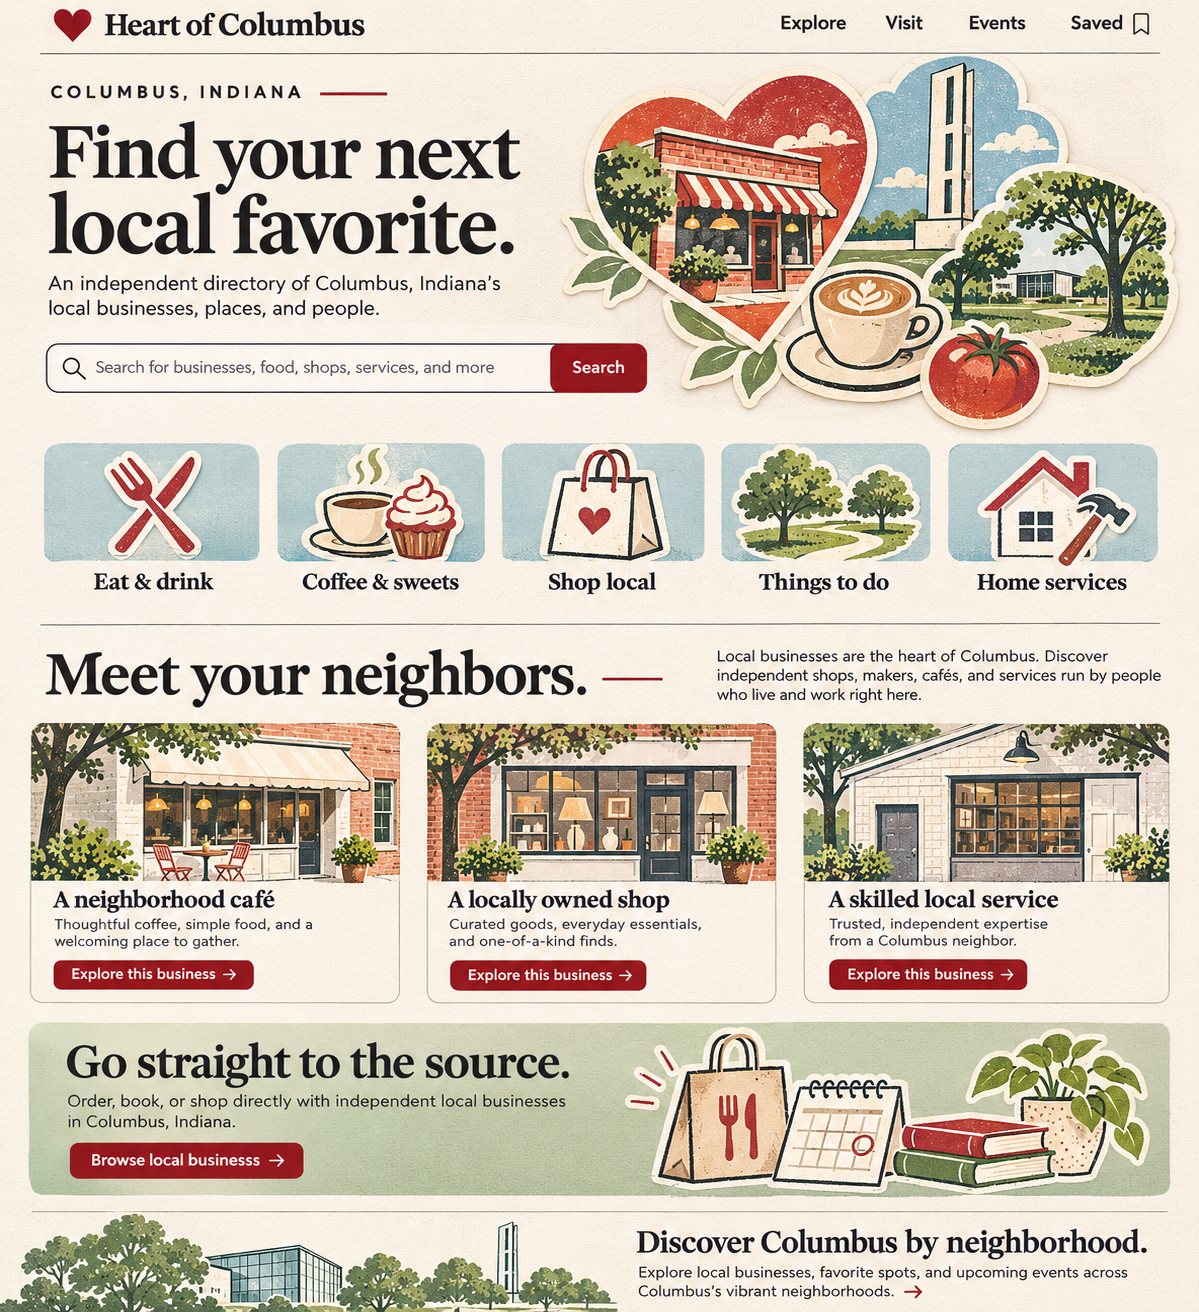 Heart of Columbus
Explore Visit Events Saved
COLUMBUS, INDIANA
Find your next
local favorite.
An independent directory of Columbus, Indiana's
local businesses, places, and people.
Search for businesses, food, shops, services, and more
Search
Eat & drink
Coffee & sweets
Shop local
Things to do
Home services
Meet your neighbors.
Local businesses are the heart of Columbus. Discover
independent shops, makers, cafés, and services run by people
who live and work right here.
A neighborhood café
Thoughtful coffee, simple food, and a
welcoming place to gather.
Explore this business →
A locally owned shop
Curated goods, everyday essentials,
and one-of-a-kind finds.
Explore this business →
A skilled local service
Trusted, independent expertise
from a Columbus neighbor.
Explore this business →
Go straight to the source.
Order, book, or shop directly with independent local businesses
in Columbus, Indiana.
Browse local businesss →
Discover Columbus by neighborhood.
Explore local businesses, favorite spots, and upcoming events across
Columbus's vibrant neighborhoods. →